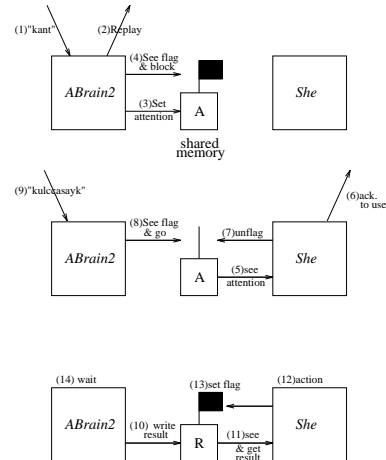 (1)"kant"
(2)Replay
(4)See flag
& block
ABrain2
(3)Set
attention
A
She
shared
memory
(9)"kulccasayk"
(6)ack.
to use
(8)See flag
& go
(7)unflag
ABrain2
She
A
(5)see
attention
(14) wait
(13)set flag
(12)action
ABrain2
She
(10) write
result
R
(11)see
& get
result